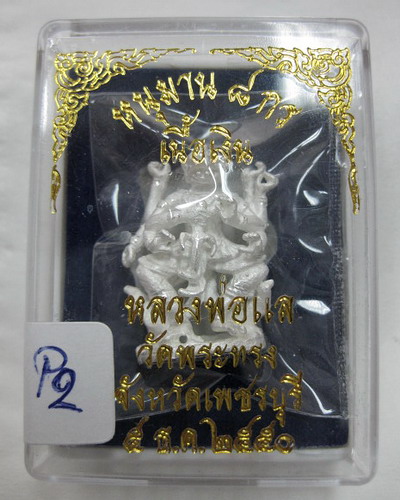 หนุมาน ๘ กร
เนื้อเงิน
หลวงพ่อแล
วัดพระทรง
จังหวัดเพชรบุรี
๕ ธ.ค.๒๕๕๐
P2